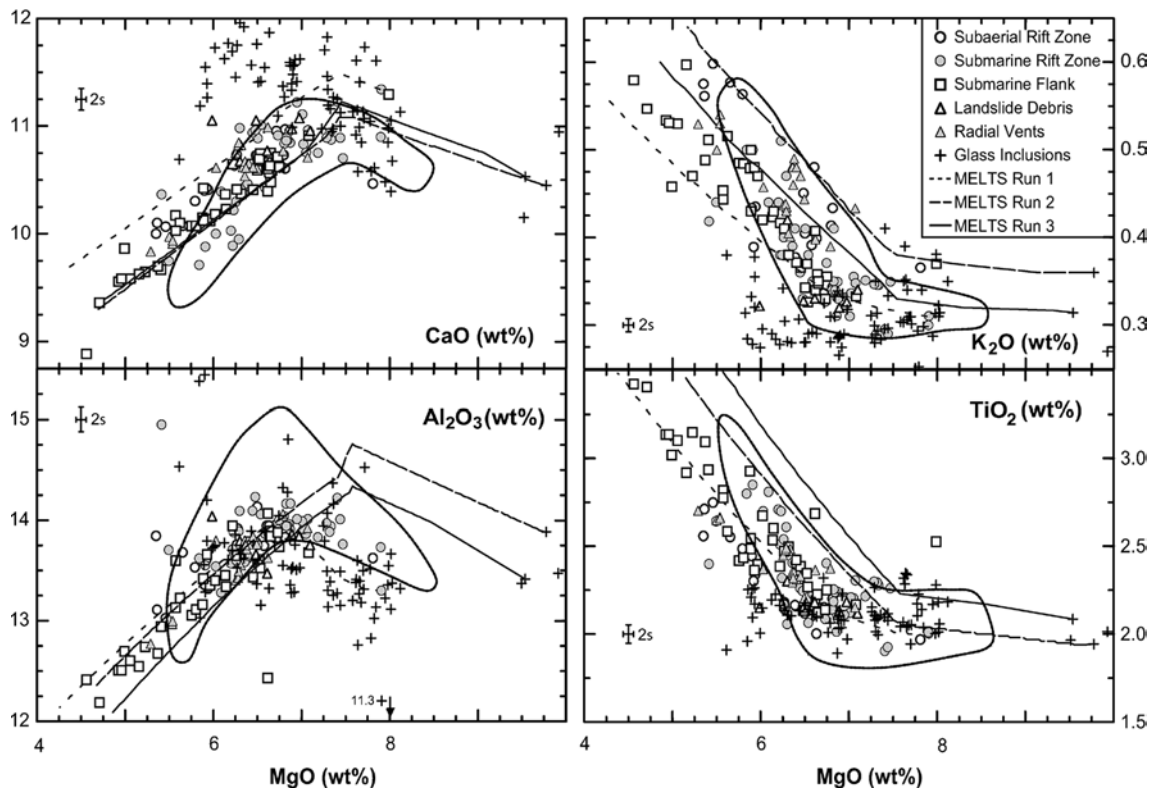 12
11
10
9
2s
CaO (wt%)
0.6
0.5
0.4
0.3
2s
K₂O (wt%)
Subaerial Rift Zone
Submarine Rift Zone
Submarine Flank
Landslide Debris
Radial Vents
Glass Inclusions
MELTS Run 1
MELTS Run 2
MELTS Run 3
15
14
13
12
2s
Al₂O₃ (wt%)
11.3
4
6
8
MgO (wt%)
3.0
2.5
2.0
1.5
2s
TiO₂ (wt%)
4
6
8
MgO (wt%)